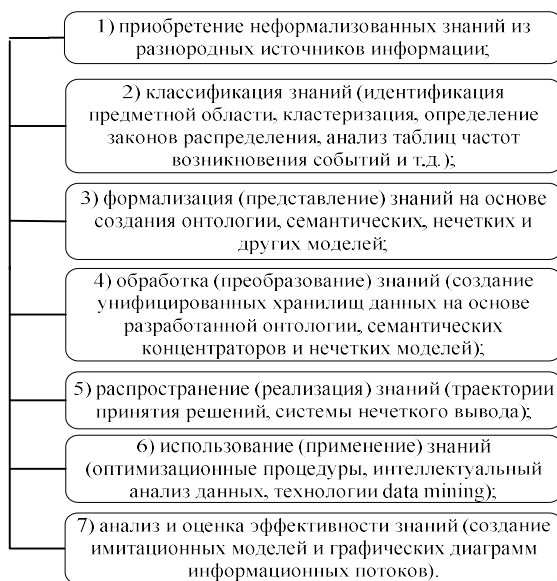 1) приобретение неформализованных знаний из
разнородных источников информации;
2) классификация знаний (идентификация
предметной области, кластеризация, определение
законов распределения, анализ таблиц частот
возникновения событий и т.д.);
3) формализация (представление) знаний на основе
создания онтологии, семантических, нечетких и
других моделей;
4) обработка (преобразование) знаний (создание
унифицированных хранилищ данных на основе
разработанной онтологии, семантических
концентраторов и нечетких моделей);
5) распространение (реализация) знаний (траектории
принятия решений, системы нечеткого вывода);
6) использование (применение) знаний
(оптимизационные процедуры, интеллектуальный
анализ данных, технологии data mining);
7) анализ и оценка эффективности знаний (создание
имитационных моделей и графических диаграмм
информационных потоков).